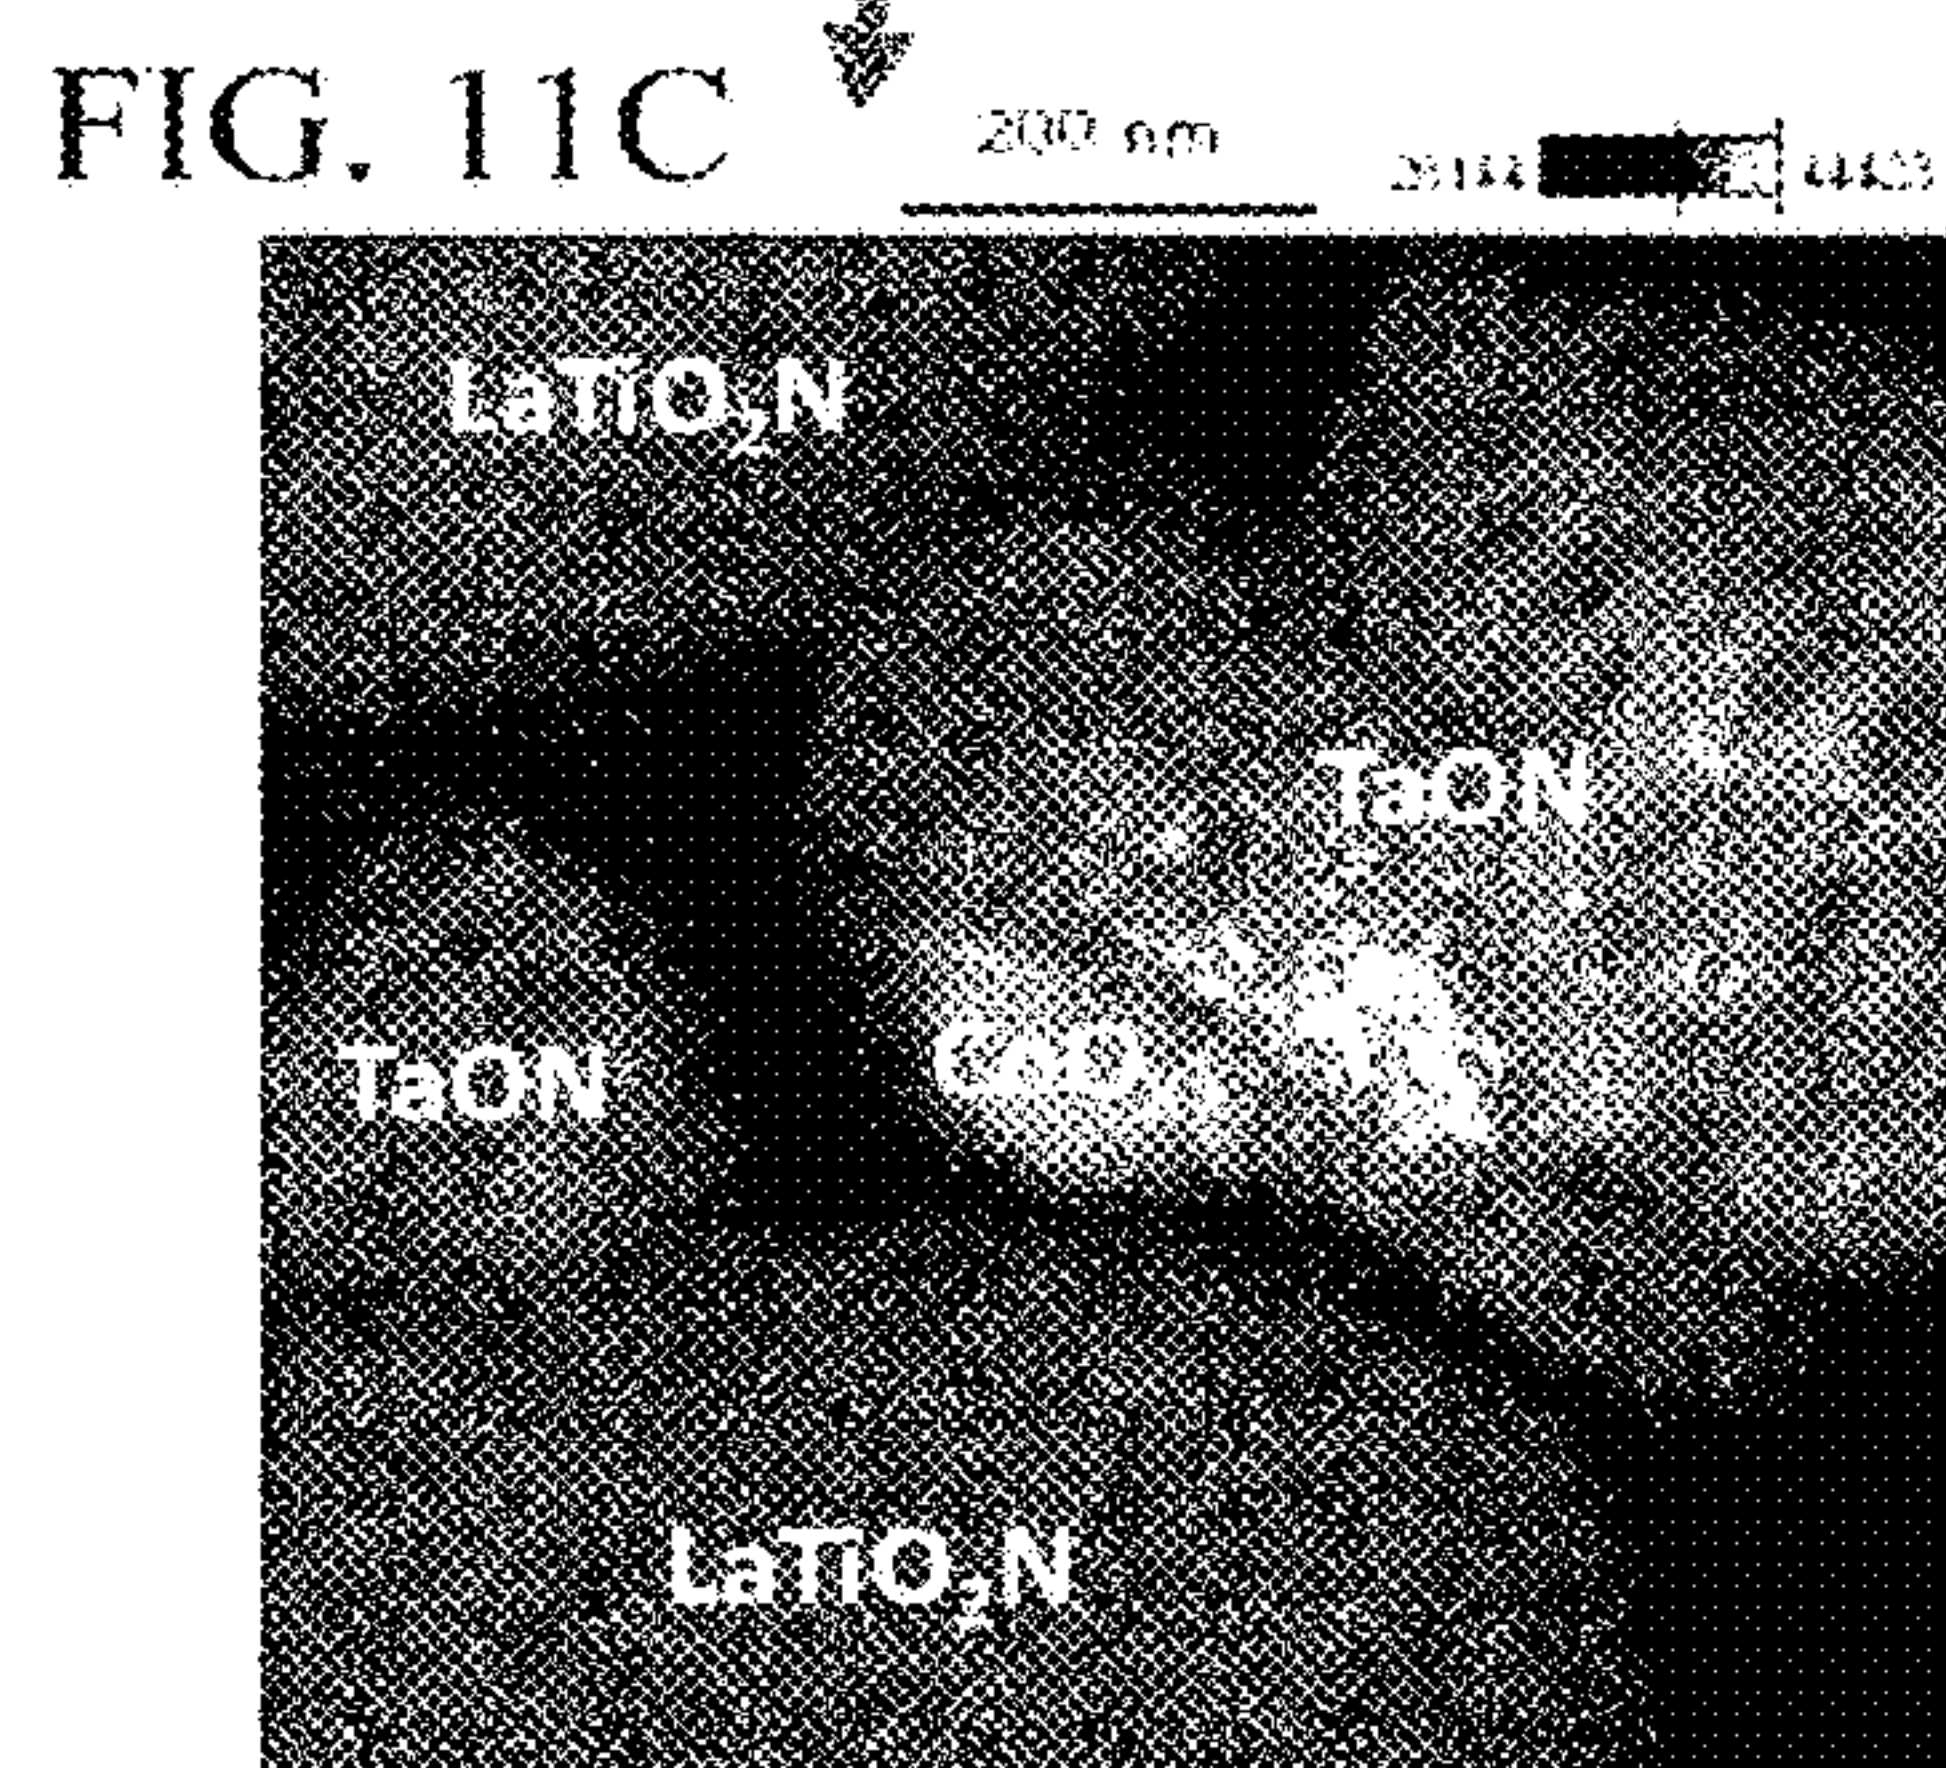 FIG. 11C
200 nm
LaTiO₂N
TaON
TaON
LaTiO₂N